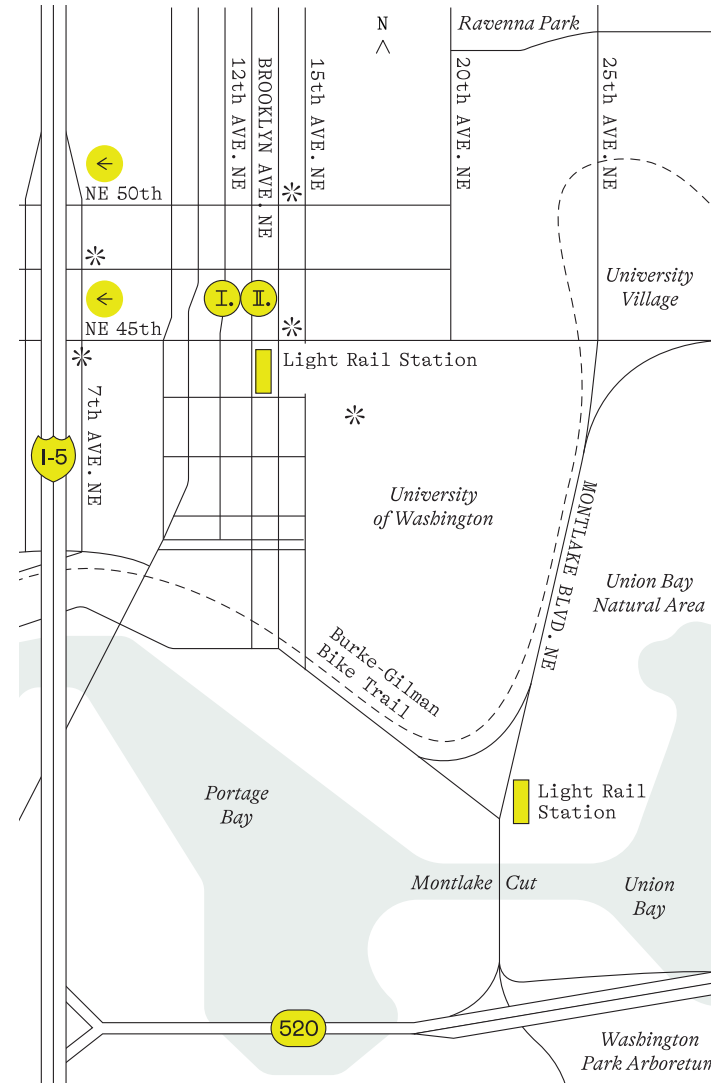 N
Ravenna Park
12th AVE. NE
BROOKLYN AVE. NE
15th AVE. NE
20th AVE. NE
25th AVE. NE
NE 50th
University
Village
I.
II.
NE 45th
Light Rail Station
7th AVE. NE
I-5
University
of Washington
MONTLAKE BLVD. NE
Union Bay
Natural Area
Burke-Gilman
Bike Trail
Portage
Bay
Light Rail
Station
Montlake Cut
Union
Bay
520
Washington
Park Arboretum